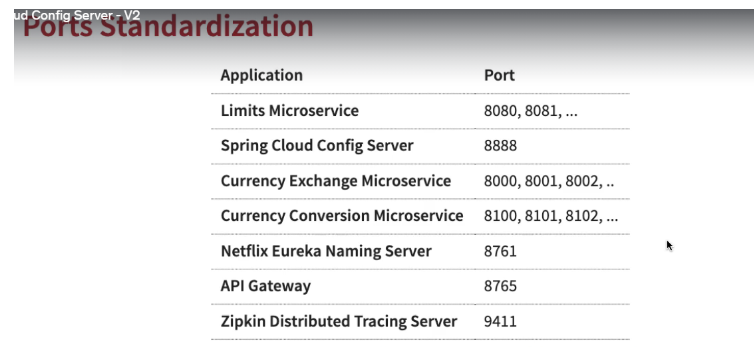 ud Config Server - V2
Ports Standardization
Application Port
Limits Microservice 8080, 8081, ...
Spring Cloud Config Server 8888
Currency Exchange Microservice 8000, 8001, 8002, ..
Currency Conversion Microservice 8100, 8101, 8102, ...
Netflix Eureka Naming Server 8761
API Gateway 8765
Zipkin Distributed Tracing Server 9411